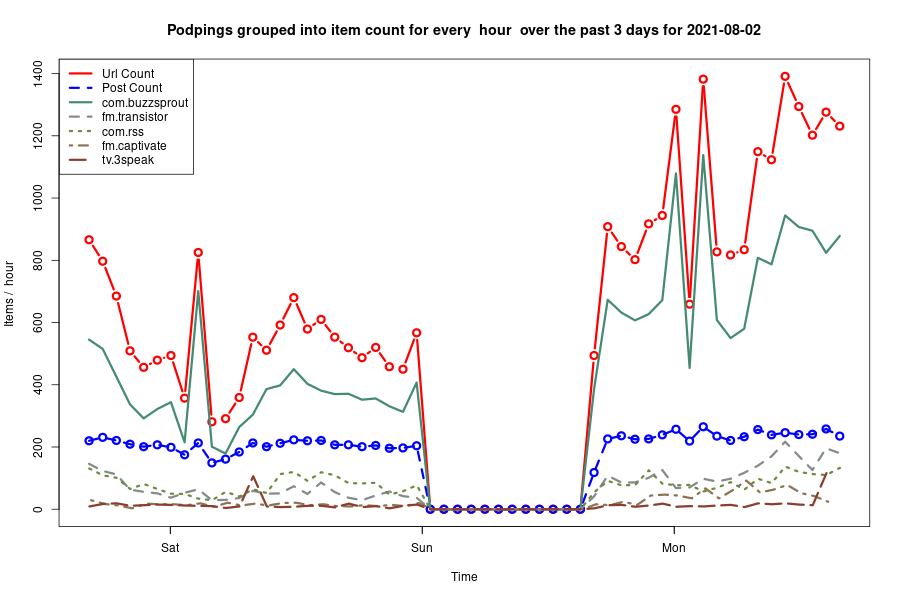 Podpings grouped into item count for every  hour  over the past 3 days for 2021-08-02
Url Count
Post Count
com.buzzsprout
fm.transistor
com.rss
fm.captivate
tv.3speak
1400
1200
1000
800
600
400
200
0
Items /  hour
Sat
Sun
Mon
Time